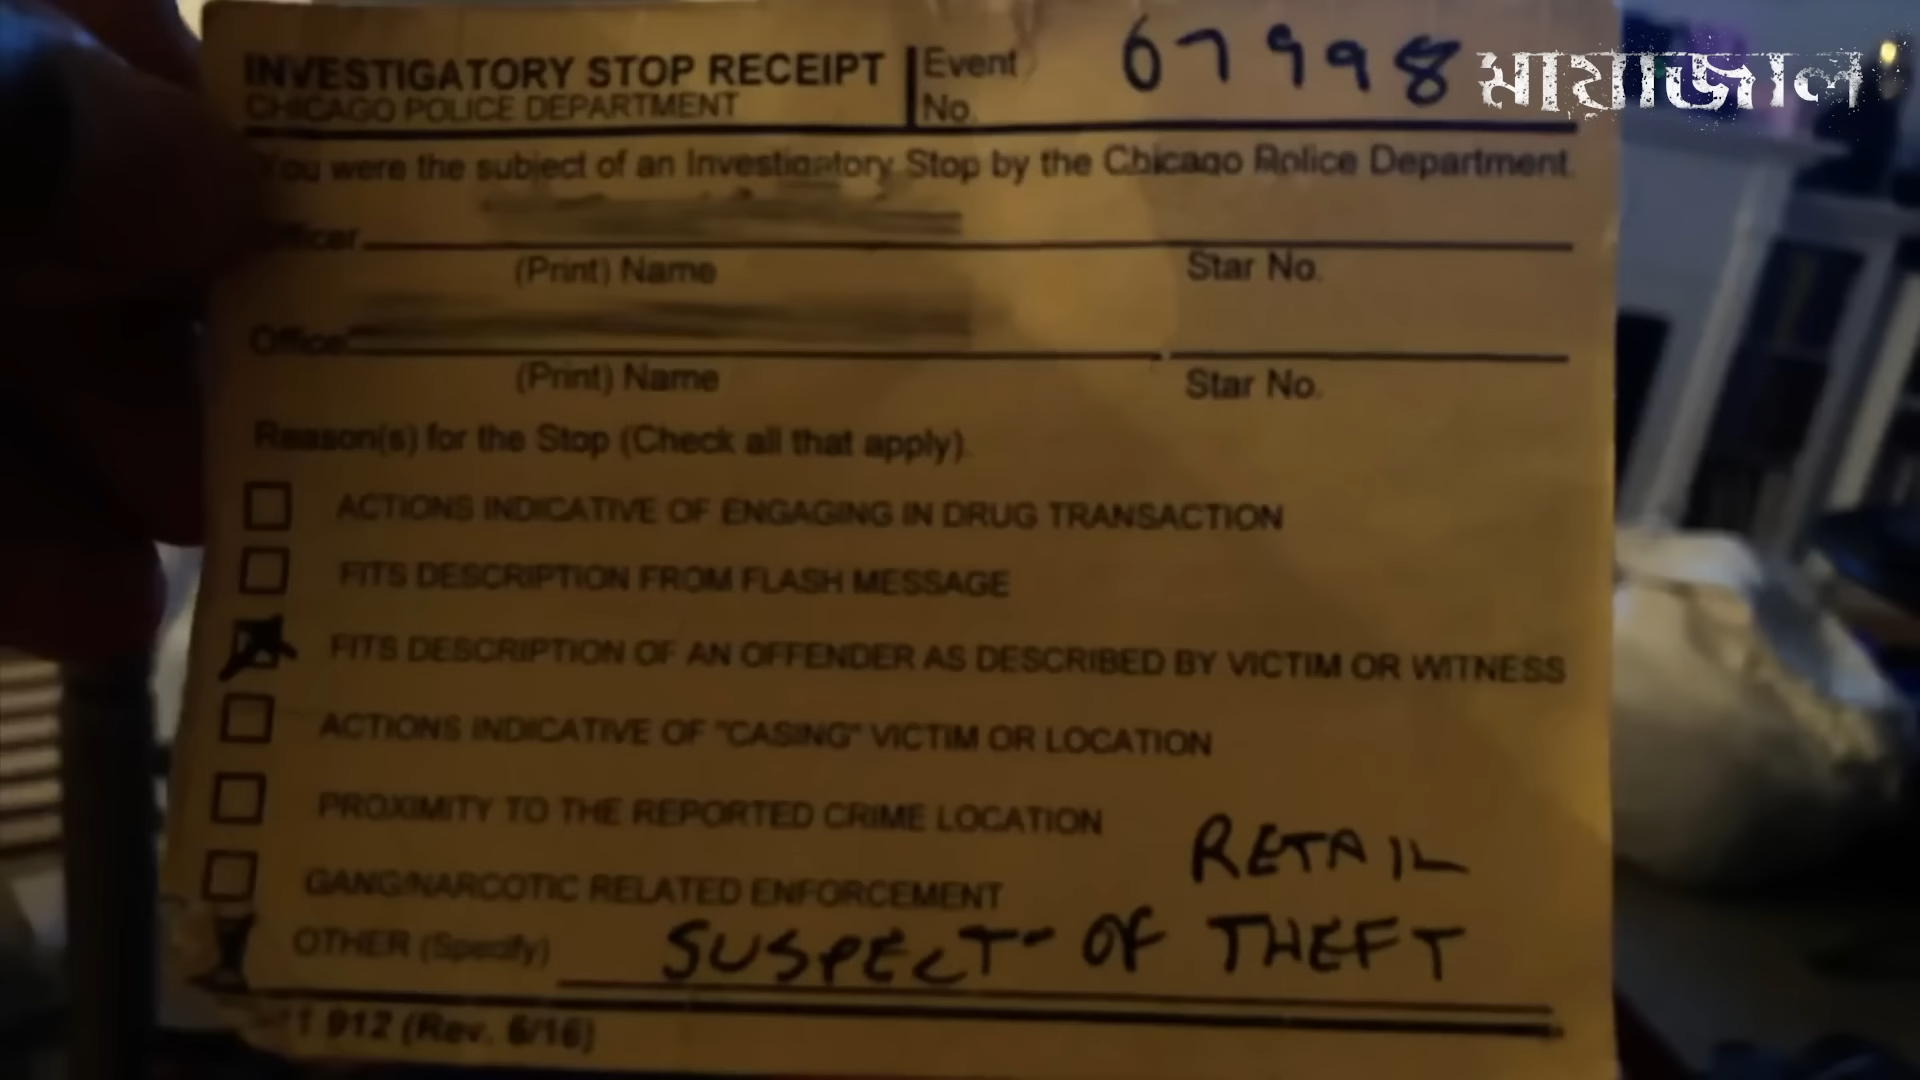 INVESTIGATORY STOP RECEIPT
CHICAGO POLICE DEPARTMENT
Event
No.
67998
মায়াজাল
You were the subject of an Investigatory Stop by the Chicago Police Department.
Officer
(Print) Name
Star No.
Officer
(Print) Name
Star No.
Reason(s) for the Stop (Check all that apply).
ACTIONS INDICATIVE OF ENGAGING IN DRUG TRANSACTION
FITS DESCRIPTION FROM FLASH MESSAGE
FITS DESCRIPTION OF AN OFFENDER AS DESCRIBED BY VICTIM OR WITNESS
ACTIONS INDICATIVE OF "CASING" VICTIM OR LOCATION
PROXIMITY TO THE REPORTED CRIME LOCATION
GANG/NARCOTIC RELATED ENFORCEMENT
RETAIL
OTHER (Specify) SUSPECT OF THEFT
912 (Rev. 6/16)